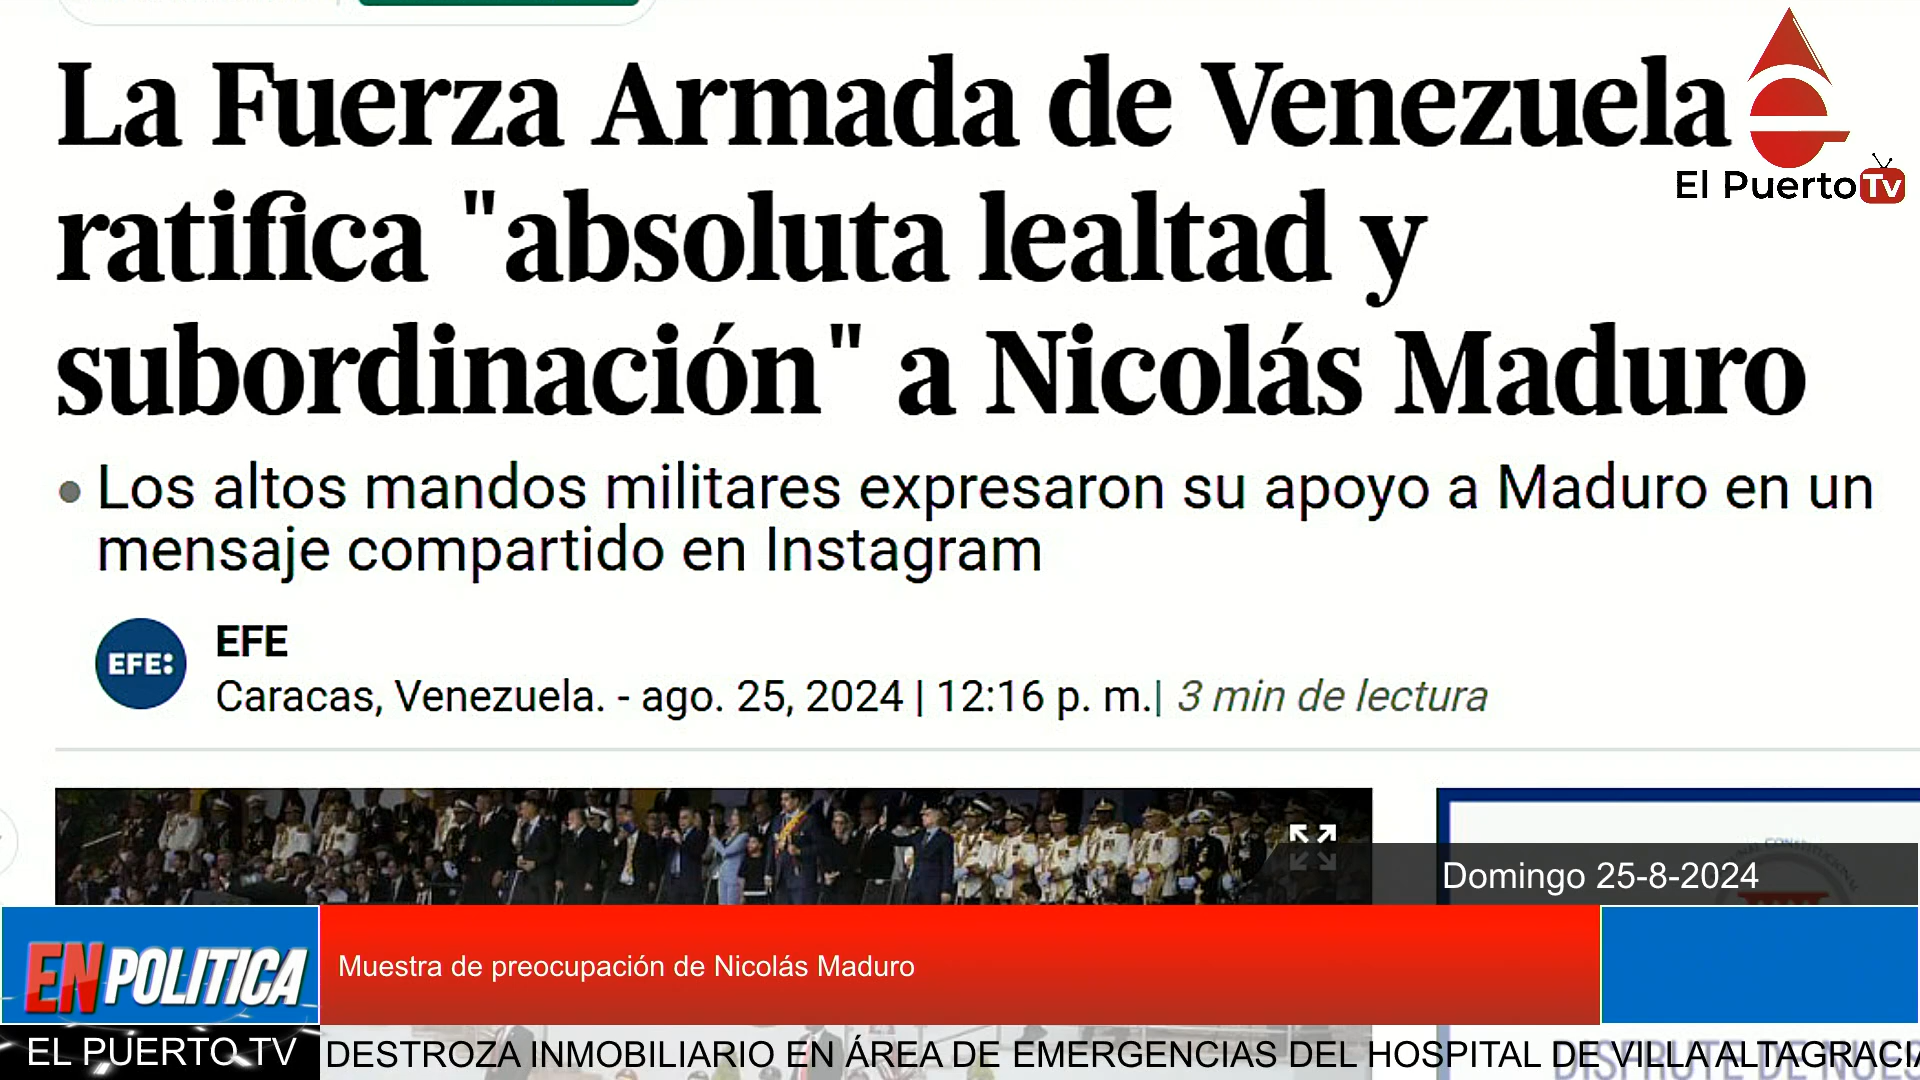 La Fuerza Armada de Venezuela
ratifica "absoluta lealtad y
subordinación" a Nicolás Maduro
El Puerto Tv
• Los altos mandos militares expresaron su apoyo a Maduro en un
mensaje compartido en Instagram
EFE:
EFE
Caracas, Venezuela. - ago. 25, 2024 | 12:16 p. m.| 3 min de lectura
Domingo 25-8-2024
EN POLITICA
Muestra de preocupación de Nicolás Maduro
EL PUERTO TV
DESTROZA INMOBILIARIO EN ÁREA DE EMERGENCIAS DEL HOSPITAL DE VILLA ALTAGRACIA